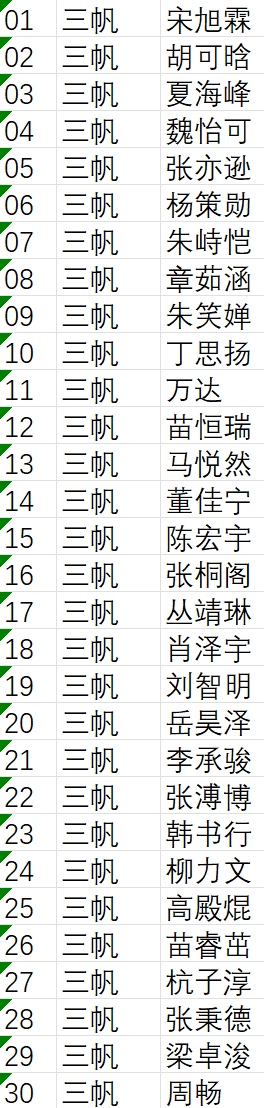 01 三帆 宋旭霖
02 三帆 胡可晗
03 三帆 夏海峰
04 三帆 魏怡可
05 三帆 张亦逊
06 三帆 杨策勋
07 三帆 朱峙恺
08 三帆 章茹涵
09 三帆 朱笑婵
10 三帆 丁思扬
11 三帆 万达
12 三帆 苗恒瑞
13 三帆 马悦然
14 三帆 董佳宁
15 三帆 陈宏宇
16 三帆 张桐阁
17 三帆 丛靖琳
18 三帆 肖泽宇
19 三帆 刘智明
20 三帆 岳昊泽
21 三帆 李承骏
22 三帆 张溥博
23 三帆 韩书行
24 三帆 柳力文
25 三帆 高殿焜
26 三帆 苗睿茁
27 三帆 杭子淳
28 三帆 张秉德
29 三帆 梁卓浚
30 三帆 周畅